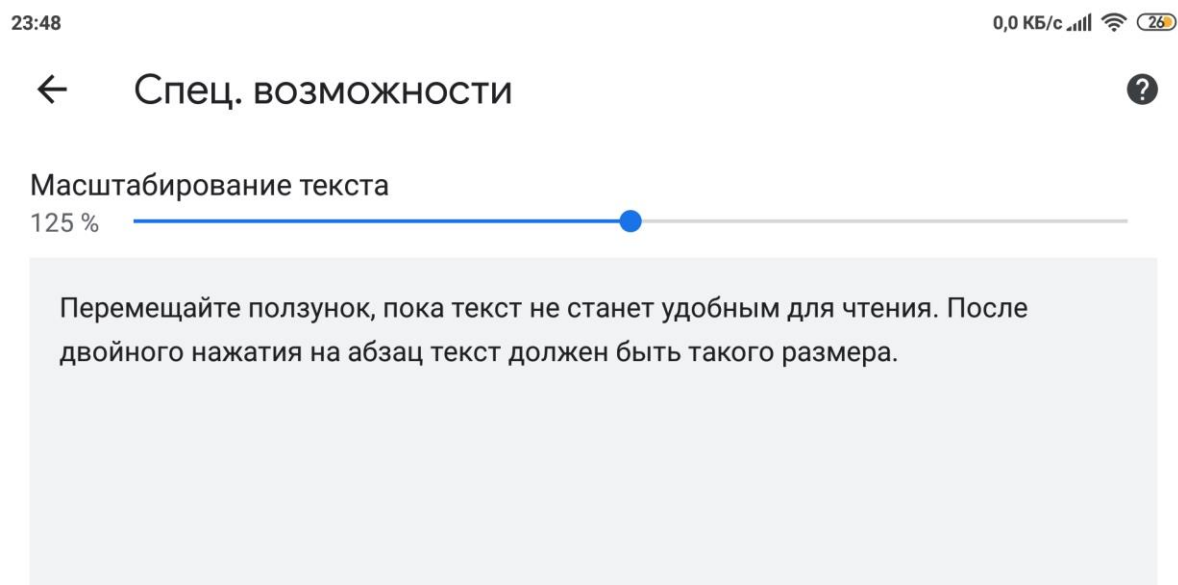 23:48 0,0 КБ/с 26
Спец. возможности
Масштабирование текста
125 %
Перемещайте ползунок, пока текст не станет удобным для чтения. После
двойного нажатия на абзац текст должен быть такого размера.